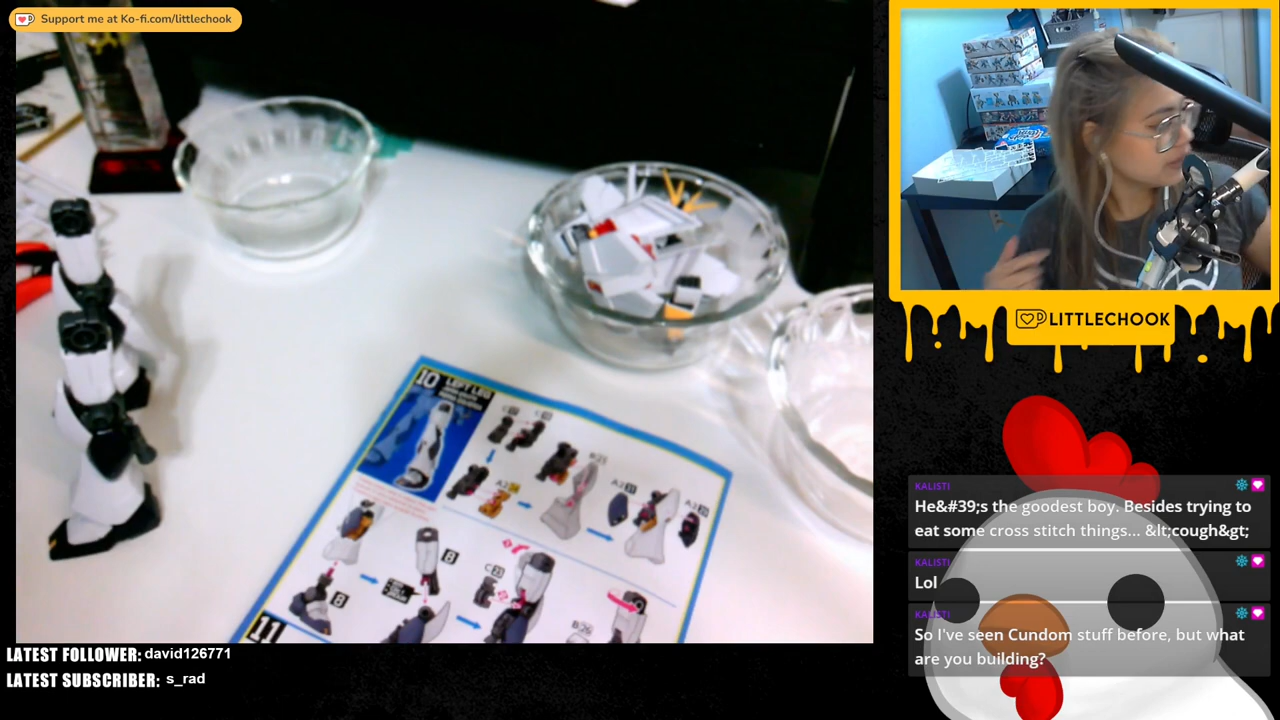 Support me at Ko-fi.com/littlechook
LITTLECHOOK
10 LEFT LEG
B
B
11
KALISTI
He&#39;s the goodest boy. Besides trying to
eat some cross stitch things... &lt;cough&gt;
KALISTI
Lol
KALISTI
So I've seen Cundom stuff before, but what
are you building?
LATEST FOLLOWER: david126771
LATEST SUBSCRIBER: s_rad